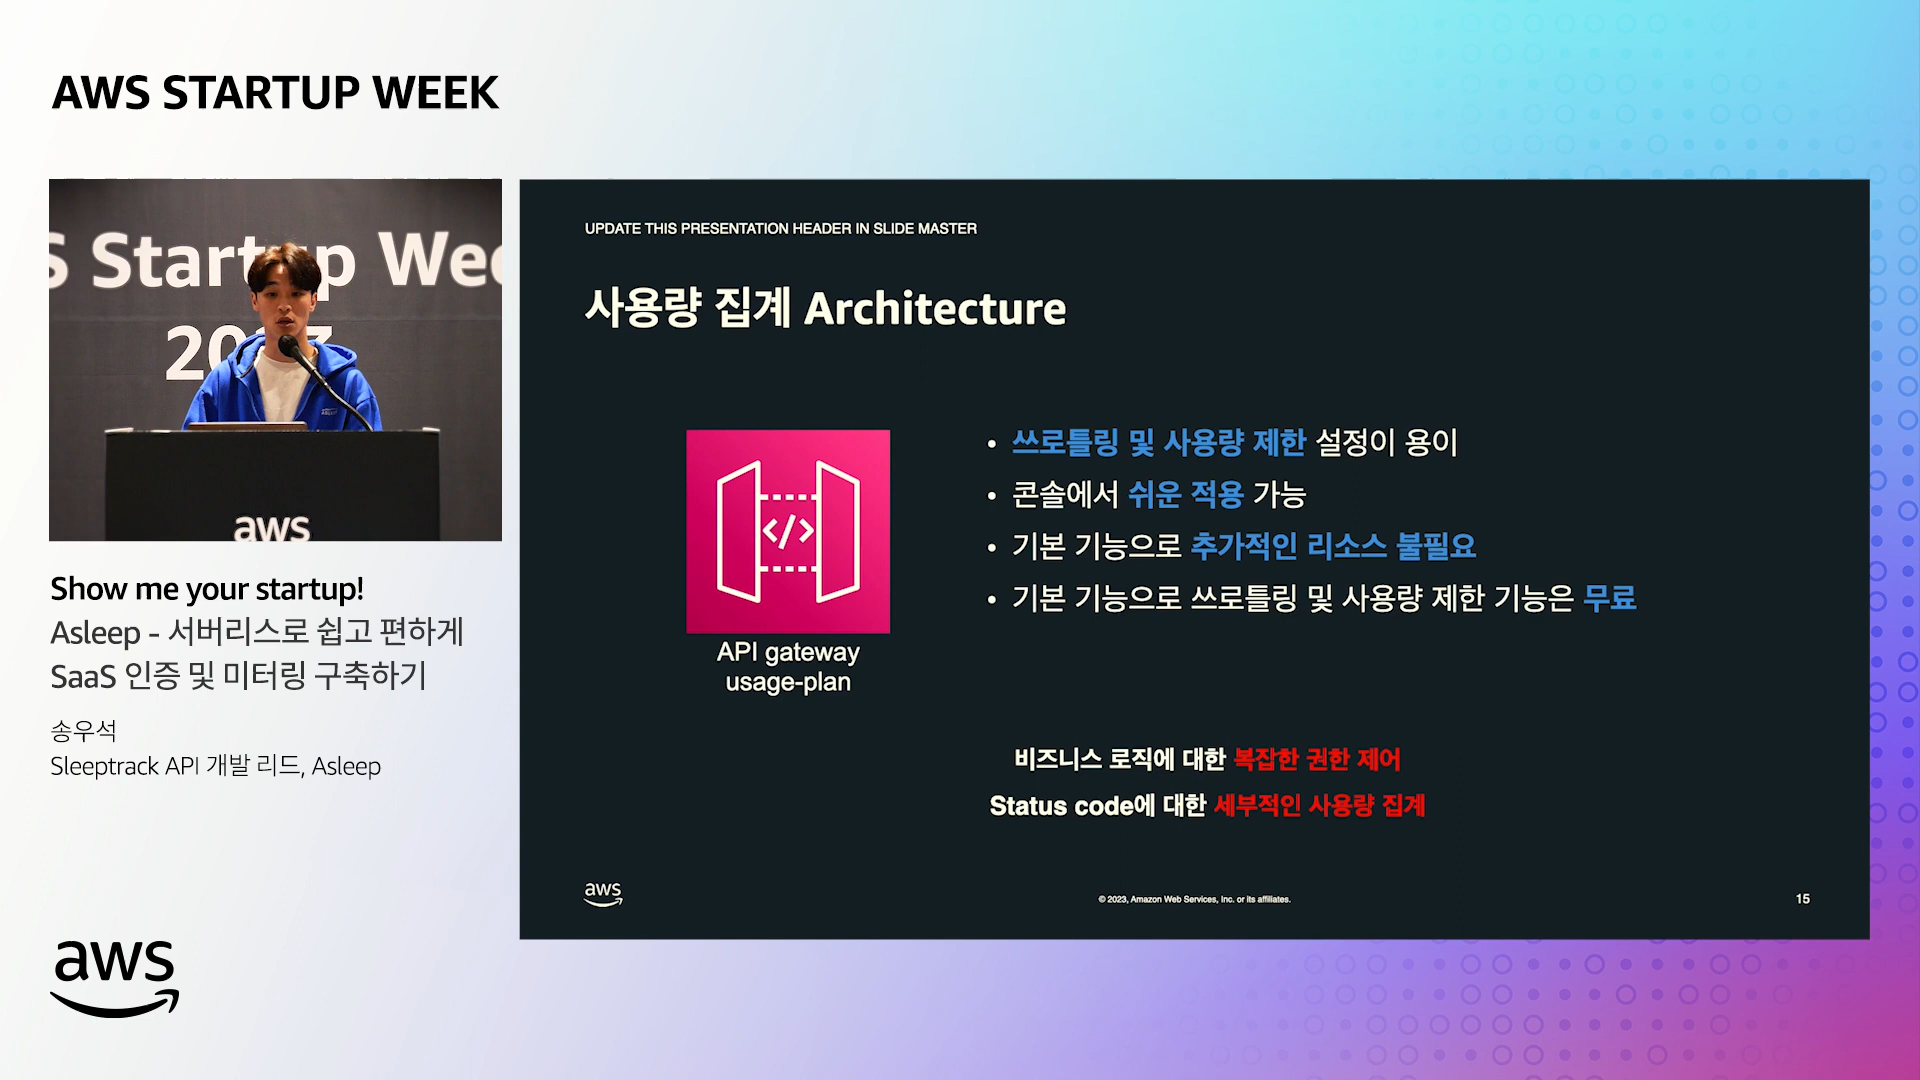 AWS STARTUP WEEK
S Startup Wee
2023
aws
Show me your startup!
Asleep - 서버리스로 쉽고 편하게
SaaS 인증 및 미터링 구축하기
송우석
Sleeptrack API 개발 리드, Asleep
aws
UPDATE THIS PRESENTATION HEADER IN SLIDE MASTER
사용량 집계 Architecture
</>
API gateway
usage-plan
• 쓰로틀링 및 사용량 제한 설정이 용이
• 콘솔에서 쉬운 적용 가능
• 기본 기능으로 추가적인 리소스 불필요
• 기본 기능으로 쓰로틀링 및 사용량 제한 기능은 무료
비즈니스 로직에 대한 복잡한 권한 제어
Status code에 대한 세부적인 사용량 집계
aws
© 2023, Amazon Web Services, Inc. or its affiliates.
15